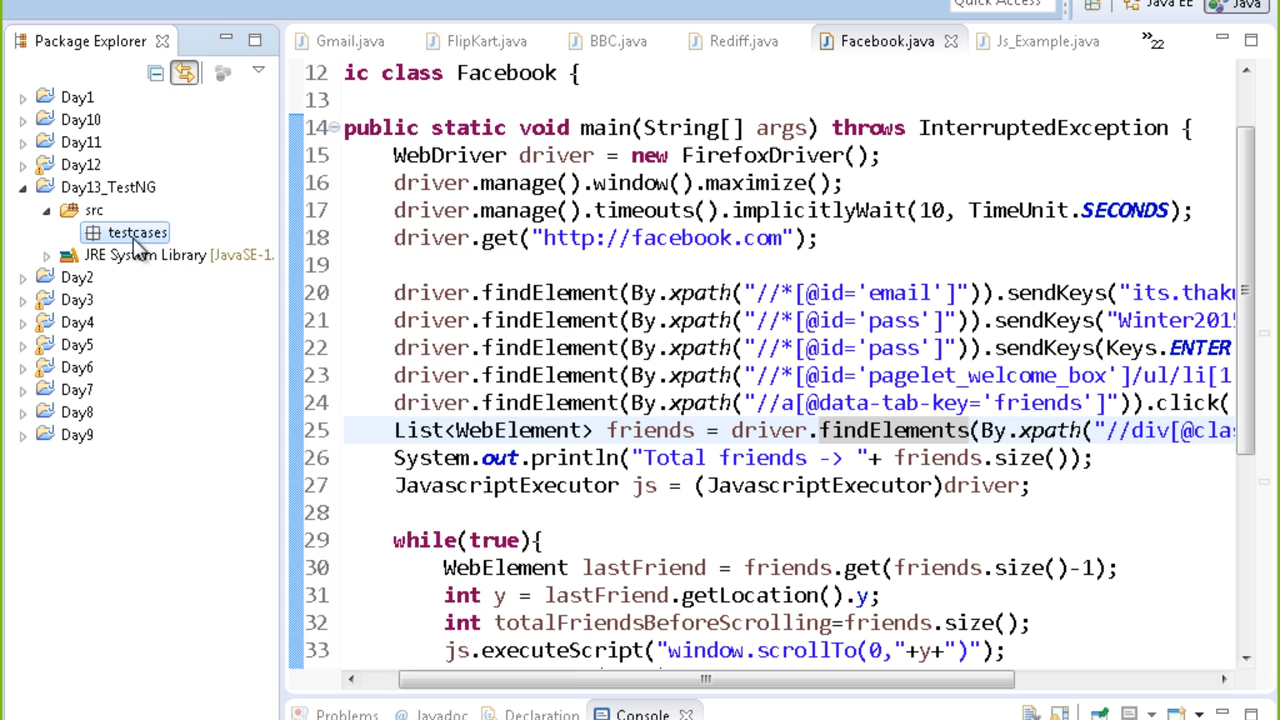 Quick Access
Java EE
Java
Package Explorer
Gmail.java
FlipKart.java
BBC.java
Rediff.java
Facebook.java
Js_Example.java
»22
Day1
Day10
Day11
Day12
Day13_TestNG
src
testcases
JRE System Library [JavaSE-1.
Day2
Day3
Day4
Day5
Day6
Day7
Day8
Day9
12 ic class Facebook {
13
14 public static void main(String[] args) throws InterruptedException {
15 WebDriver driver = new FirefoxDriver();
16 driver.manage().window().maximize();
17 driver.manage().timeouts().implicitlyWait(10, TimeUnit.SECONDS);
18 driver.get("http://facebook.com");
19
20 driver.findElement(By.xpath("//*[@id='email']")).sendKeys("its.thaku
21 driver.findElement(By.xpath("//*[@id='pass']")).sendKeys("Winter2015
22 driver.findElement(By.xpath("//*[@id='pass']")).sendKeys(Keys.ENTER
23 driver.findElement(By.xpath("//*[@id='pagelet_welcome_box']/ul/li[1
24 driver.findElement(By.xpath("//a[@data-tab-key='friends']")).click(
25 List<WebElement> friends = driver.findElements(By.xpath("//div[@clas
26 System.out.println("Total friends -> "+ friends.size());
27 JavascriptExecutor js = (JavascriptExecutor)driver;
28
29 while(true){
30 WebElement lastFriend = friends.get(friends.size()-1);
31 int y = lastFriend.getLocation().y;
32 int totalFriendsBeforeScrolling=friends.size();
33 js.executeScript("window.scrollTo(0,"+y+")");
Problems
@ Javadoc
Declaration
Console